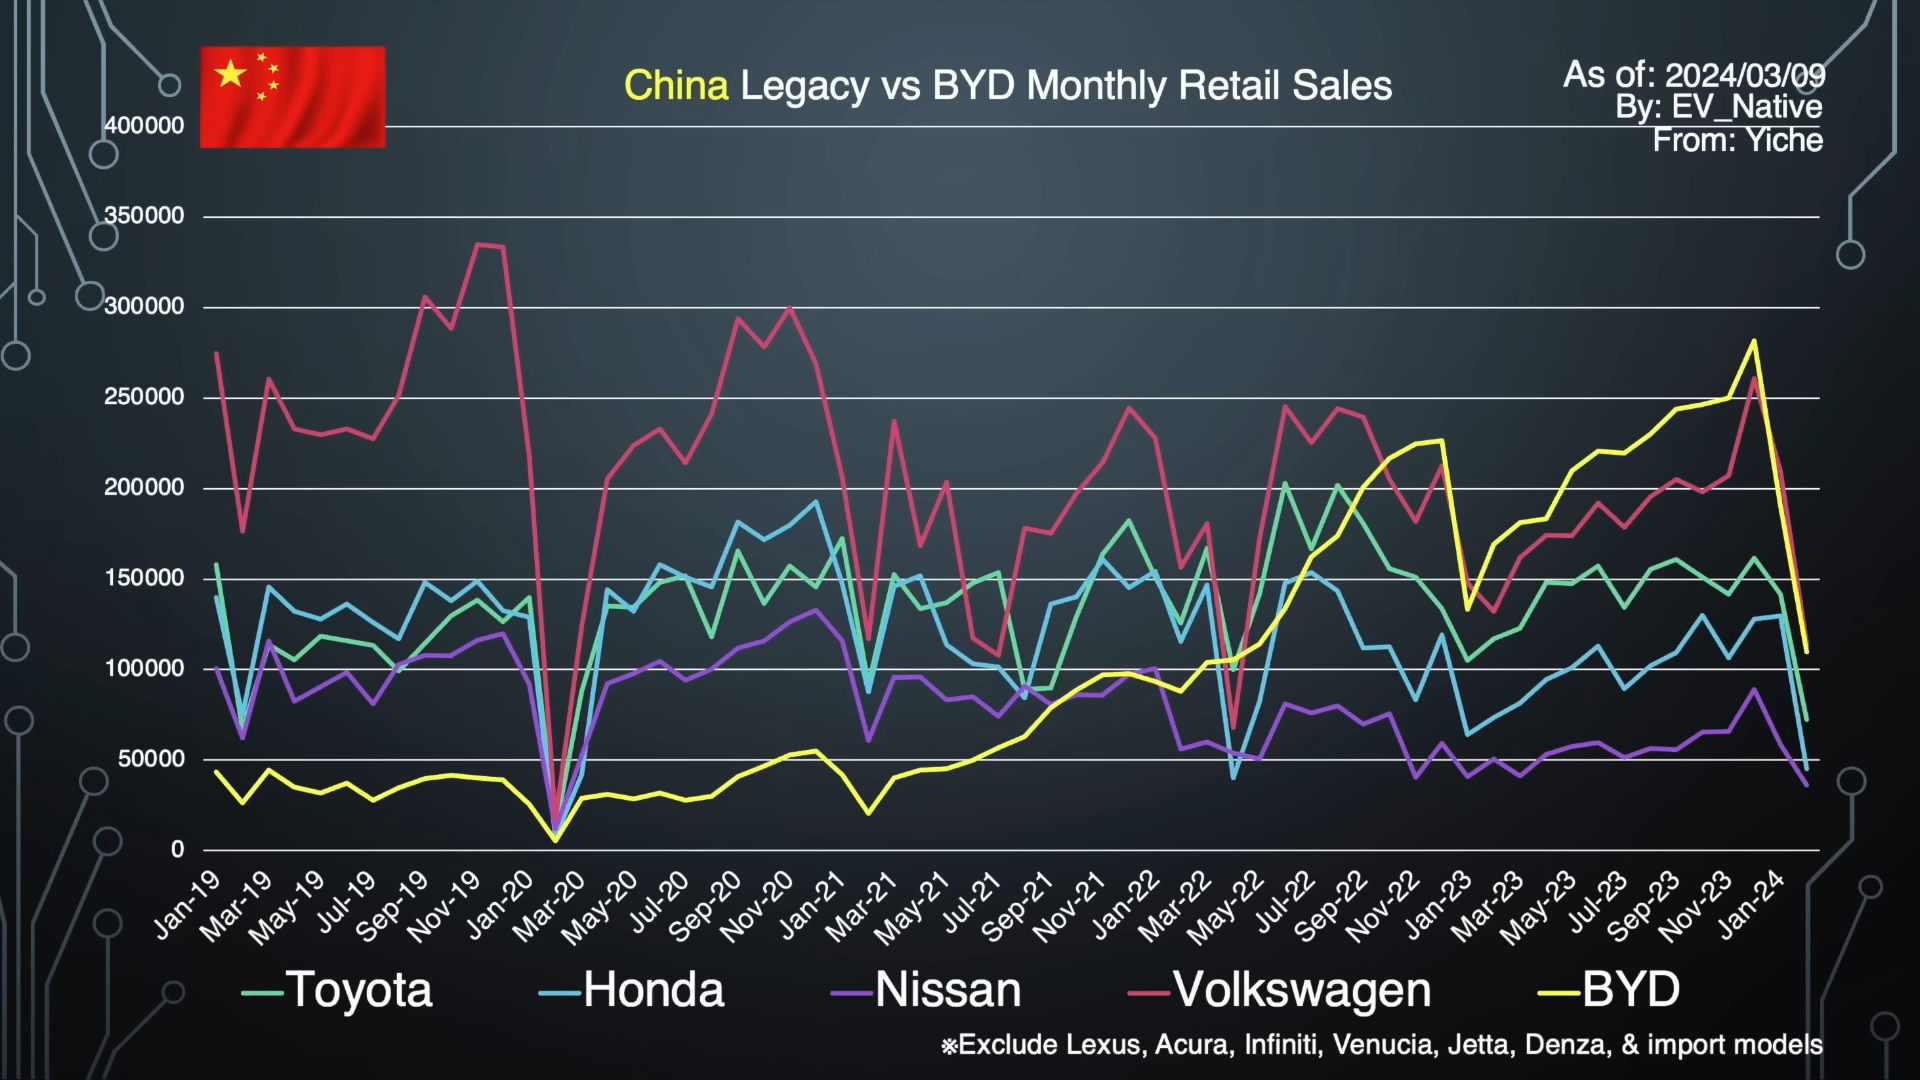 China Legacy vs BYD Monthly Retail Sales
As of: 2024/03/09
By: EV_Native
From: Yiche
400000
350000
300000
250000
200000
150000
100000
50000
0
Jan-19
Mar-19
May-19
Jul-19
Sep-19
Nov-19
Jan-20
Mar-20
May-20
Jul-20
Sep-20
Nov-20
Jan-21
Mar-21
May-21
Jul-21
Sep-21
Nov-21
Jan-22
Mar-22
May-22
Jul-22
Sep-22
Nov-22
Jan-23
Mar-23
May-23
Jul-23
Sep-23
Nov-23
Jan-24
Toyota Honda Nissan Volkswagen BYD
※Exclude Lexus, Acura, Infiniti, Venucia, Jetta, Denza, & import models